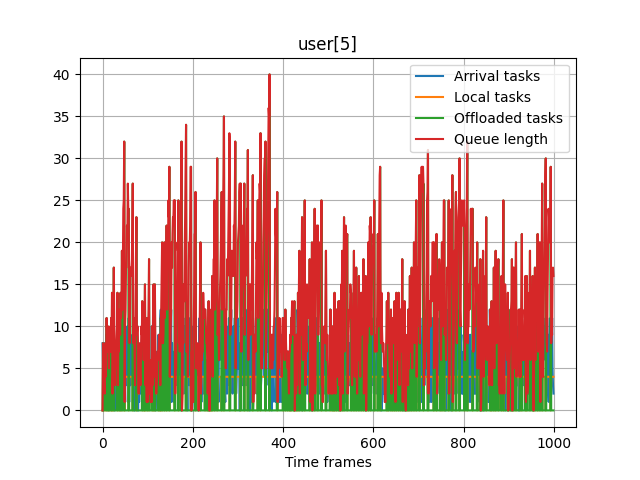 user[5]
40
35
30
25
20
15
10
5
0
Arrival tasks
Local tasks
Offloaded tasks
Queue length
0 200 400 600 800 1000
Time frames